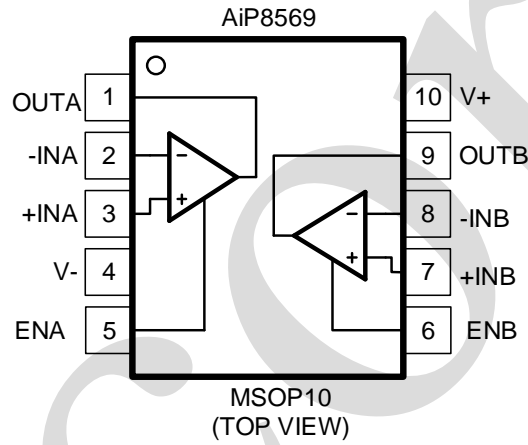 AiP8569
OUTA 1
10 V+
-INA 2
9 OUTB
+INA 3
8 -INB
V- 4
7 +INB
ENA 5
6 ENB
MSOP10
(TOP VIEW)